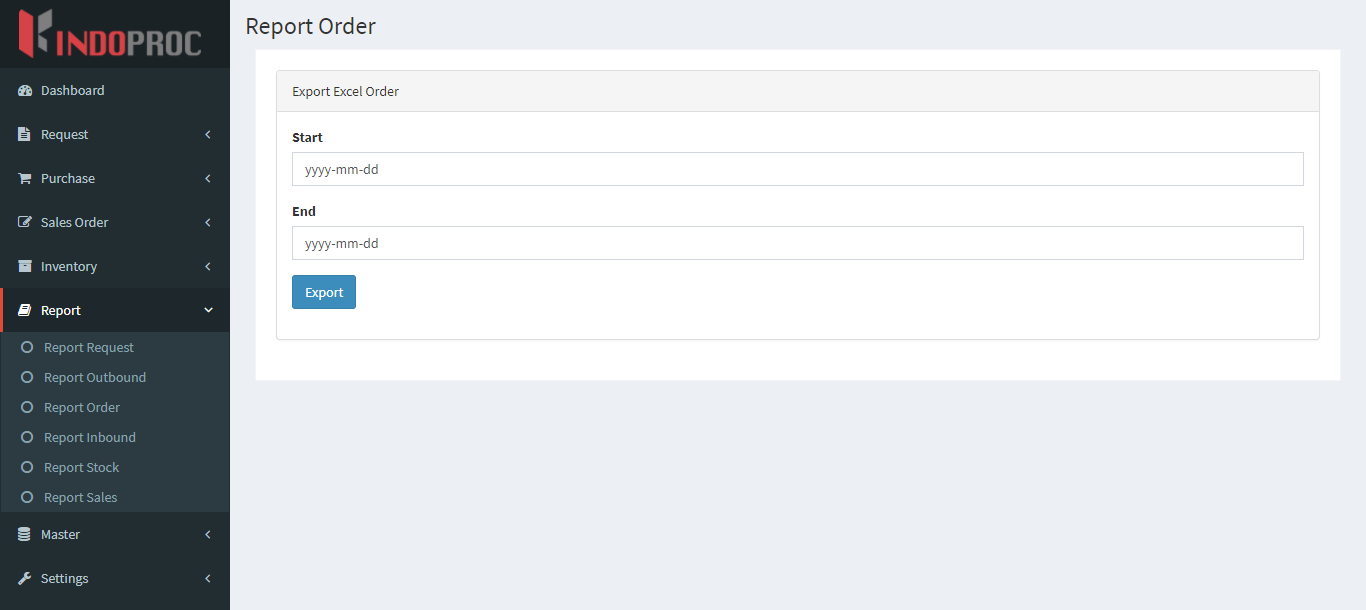 INDOPROC
Dashboard
Request
Purchase
Sales Order
Inventory
Report
Report Request
Report Outbound
Report Order
Report Inbound
Report Stock
Report Sales
Master
Settings
Report Order
Export Excel Order
Start
yyyy-mm-dd
End
yyyy-mm-dd
Export